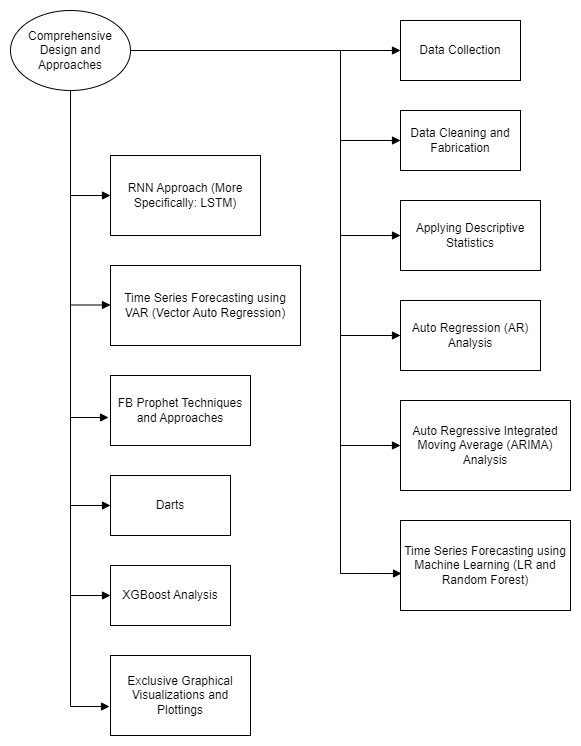 Comprehensive
Design and
Approaches
Data Collection
Data Cleaning and
Fabrication
Applying Descriptive
Statistics
Auto Regression (AR)
Analysis
Auto Regressive Integrated
Moving Average (ARIMA)
Analysis
Time Series Forecasting using
Machine Learning (LR and
Random Forest)
RNN Approach (More
Specifically: LSTM)
Time Series Forecasting using
VAR (Vector Auto Regression)
FB Prophet Techniques
and Approaches
Darts
XGBoost Analysis
Exclusive Graphical
Visualizations and
Plottings